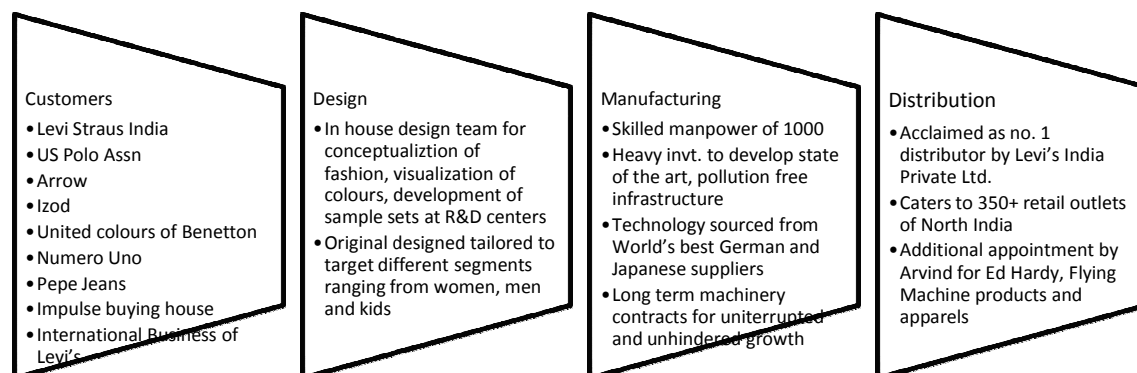 Customers
•Levi Straus India
•US Polo Assn
•Arrow
•Izod
•United colours of Benetton
•Numero Uno
•Pepe Jeans
•Impulse buying house
•International Business of
Levi's
Design
•In house design team for
conceptualiztion of
fashion, visualization of
colours, development of
sample sets at R&D centers
•Original designed tailored to
target different segments
ranging from women, men
and kids
Manufacturing
•Skilled manpower of 1000
•Heavy invt. to develop state
of the art, pollution free
infrastructure
•Technology sourced from
World's best German and
Japanese suppliers
•Long term machinery
contracts for uniterrupted
and unhindered growth
Distribution
•Acclaimed as no. 1
distributor by Levi's India
Private Ltd.
•Caters to 350+ retail outlets
of North India
•Additional appointment by
Arvind for Ed Hardy, Flying
Machine products and
apparels